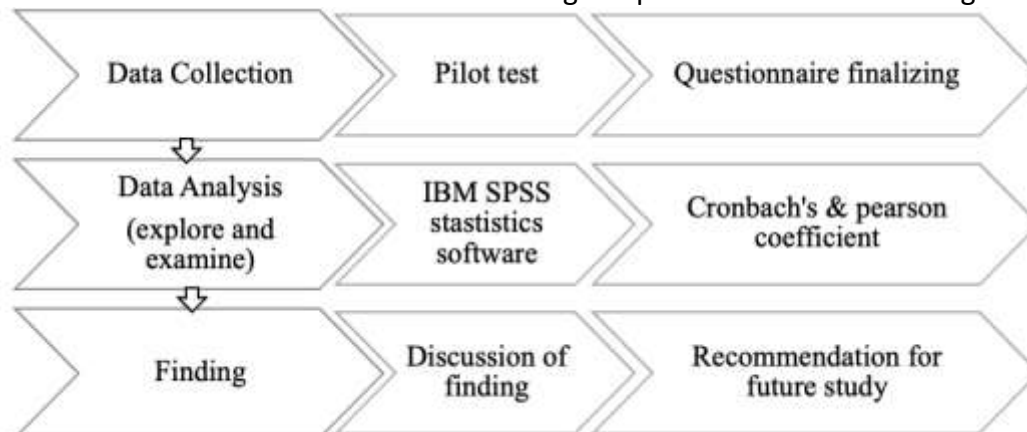 Data Collection
Pilot test
Questionnaire finalizing
Data Analysis
(explore and
examine)
IBM SPSS
stastistics
software
Cronbach's & pearson
coefficient
Finding
Discussion of
finding
Recommendation for
future study